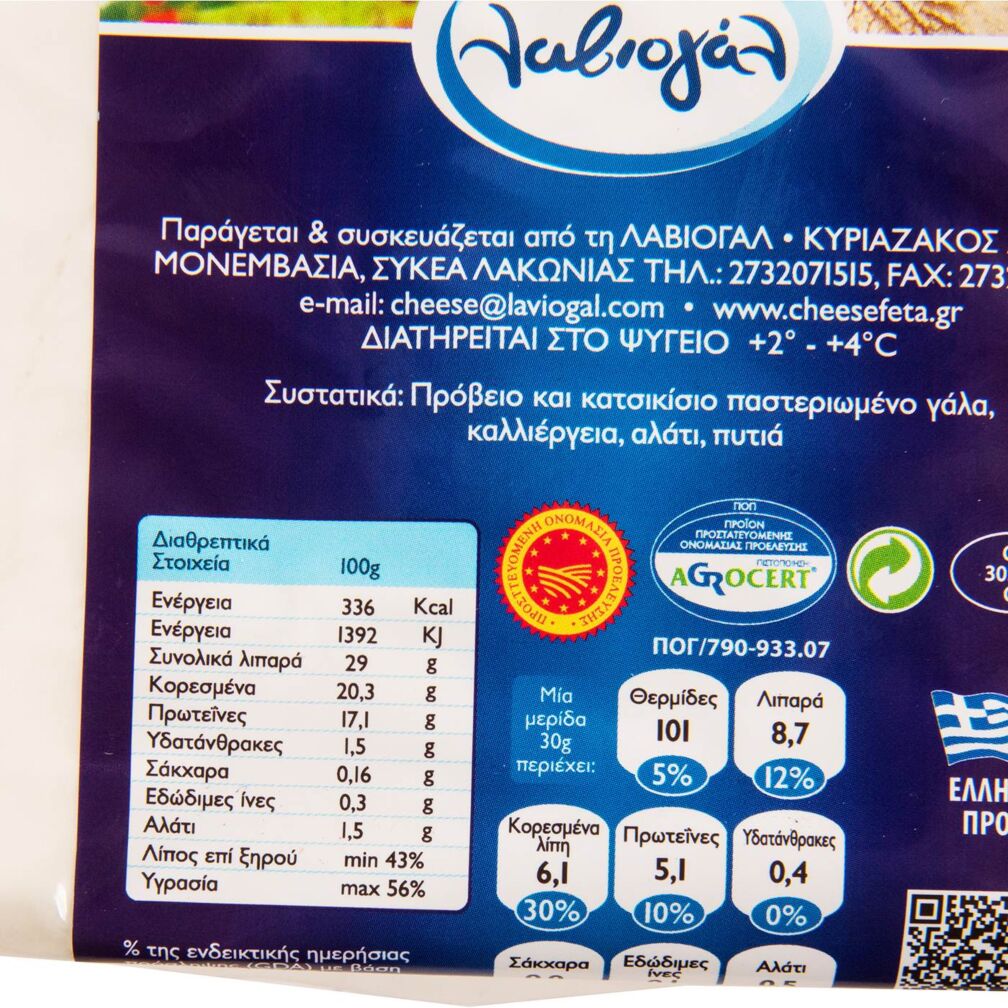 Λαβιογάλ
Παράγεται & συσκευάζεται από τη ΛΑΒΙΟΓΑΛ • ΚΥΡΙΑΖΑΚΟΣ
ΜΟΝΕΜΒΑΣΙΑ, ΣΥΚΕΑ ΛΑΚΩΝΙΑΣ ΤΗΛ.: 2732071515, FAX: 273
e-mail: cheese@laviogal.com • www.cheesefeta.gr
ΔΙΑΤΗΡΕΙΤΑΙ ΣΤΟ ΨΥΓΕΙΟ +2° - +4°C
Συστατικά: Πρόβειο και κατσικίσιο παστεριωμένο γάλα,
καλλιέργεια, αλάτι, πυτιά
Διαθρεπτικά
Στοιχεία 100g
Ενέργεια 336 Kcal
Ενέργεια 1392 KJ
Συνολικά λιπαρά 29 g
Κορεσμένα 20,3 g
Πρωτεΐνες 17,1 g
Υδατάνθρακες 1,5 g
Σάκχαρα 0,16 g
Εδώδιμες ίνες 0,3 g
Αλάτι 1,5 g
Λίπος επί ξηρού min 43%
Υγρασία max 56%
% της ενδεικτικής ημερήσιας
(GDA) με βάση
ΠΡΟΣΤΑΤΕΥΟΜΕΝΗ ΟΝΟΜΑΣΙΑ ΠΡΟΕΛΕΥΣΗΣ
ΠΟΠ
ΠΡΟΪΟΝ
ΠΡΟΣΤΑΤΕΥΟΜΕΝΗΣ
ΟΝΟΜΑΣΙΑΣ ΠΡΟΕΛΕΥΣΗΣ
ΠΙΣΤΟΠΟΙΗΣΗ
AGROCERT®
ΠΟΓ/790-933.07
30
Μία
μερίδα
30g
περιέχει:
Θερμίδες
101
5%
Λιπαρά
8,7
12%
Κορεσμένα
λίπη
6,1
30%
Πρωτεΐνες
5,1
10%
Υδατάνθρακες
0,4
0%
Σάκχαρα
Εδώδιμες
ίνες
Αλάτι
ΕΛΛΗ
ΠΡΟ